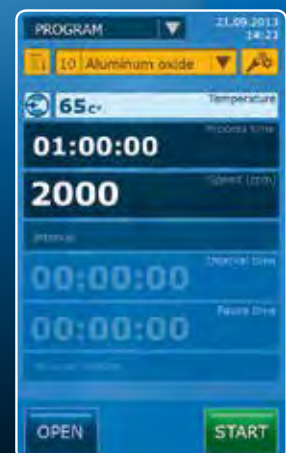 PROGRAM 21.09.2013
14:23
10 Aluminum oxide
65C° Temperature
Process time
01:00:00
Speed (rpm)
2000
Interval
Interval time
00:00:00
Pause time
00:00:00
OPEN START